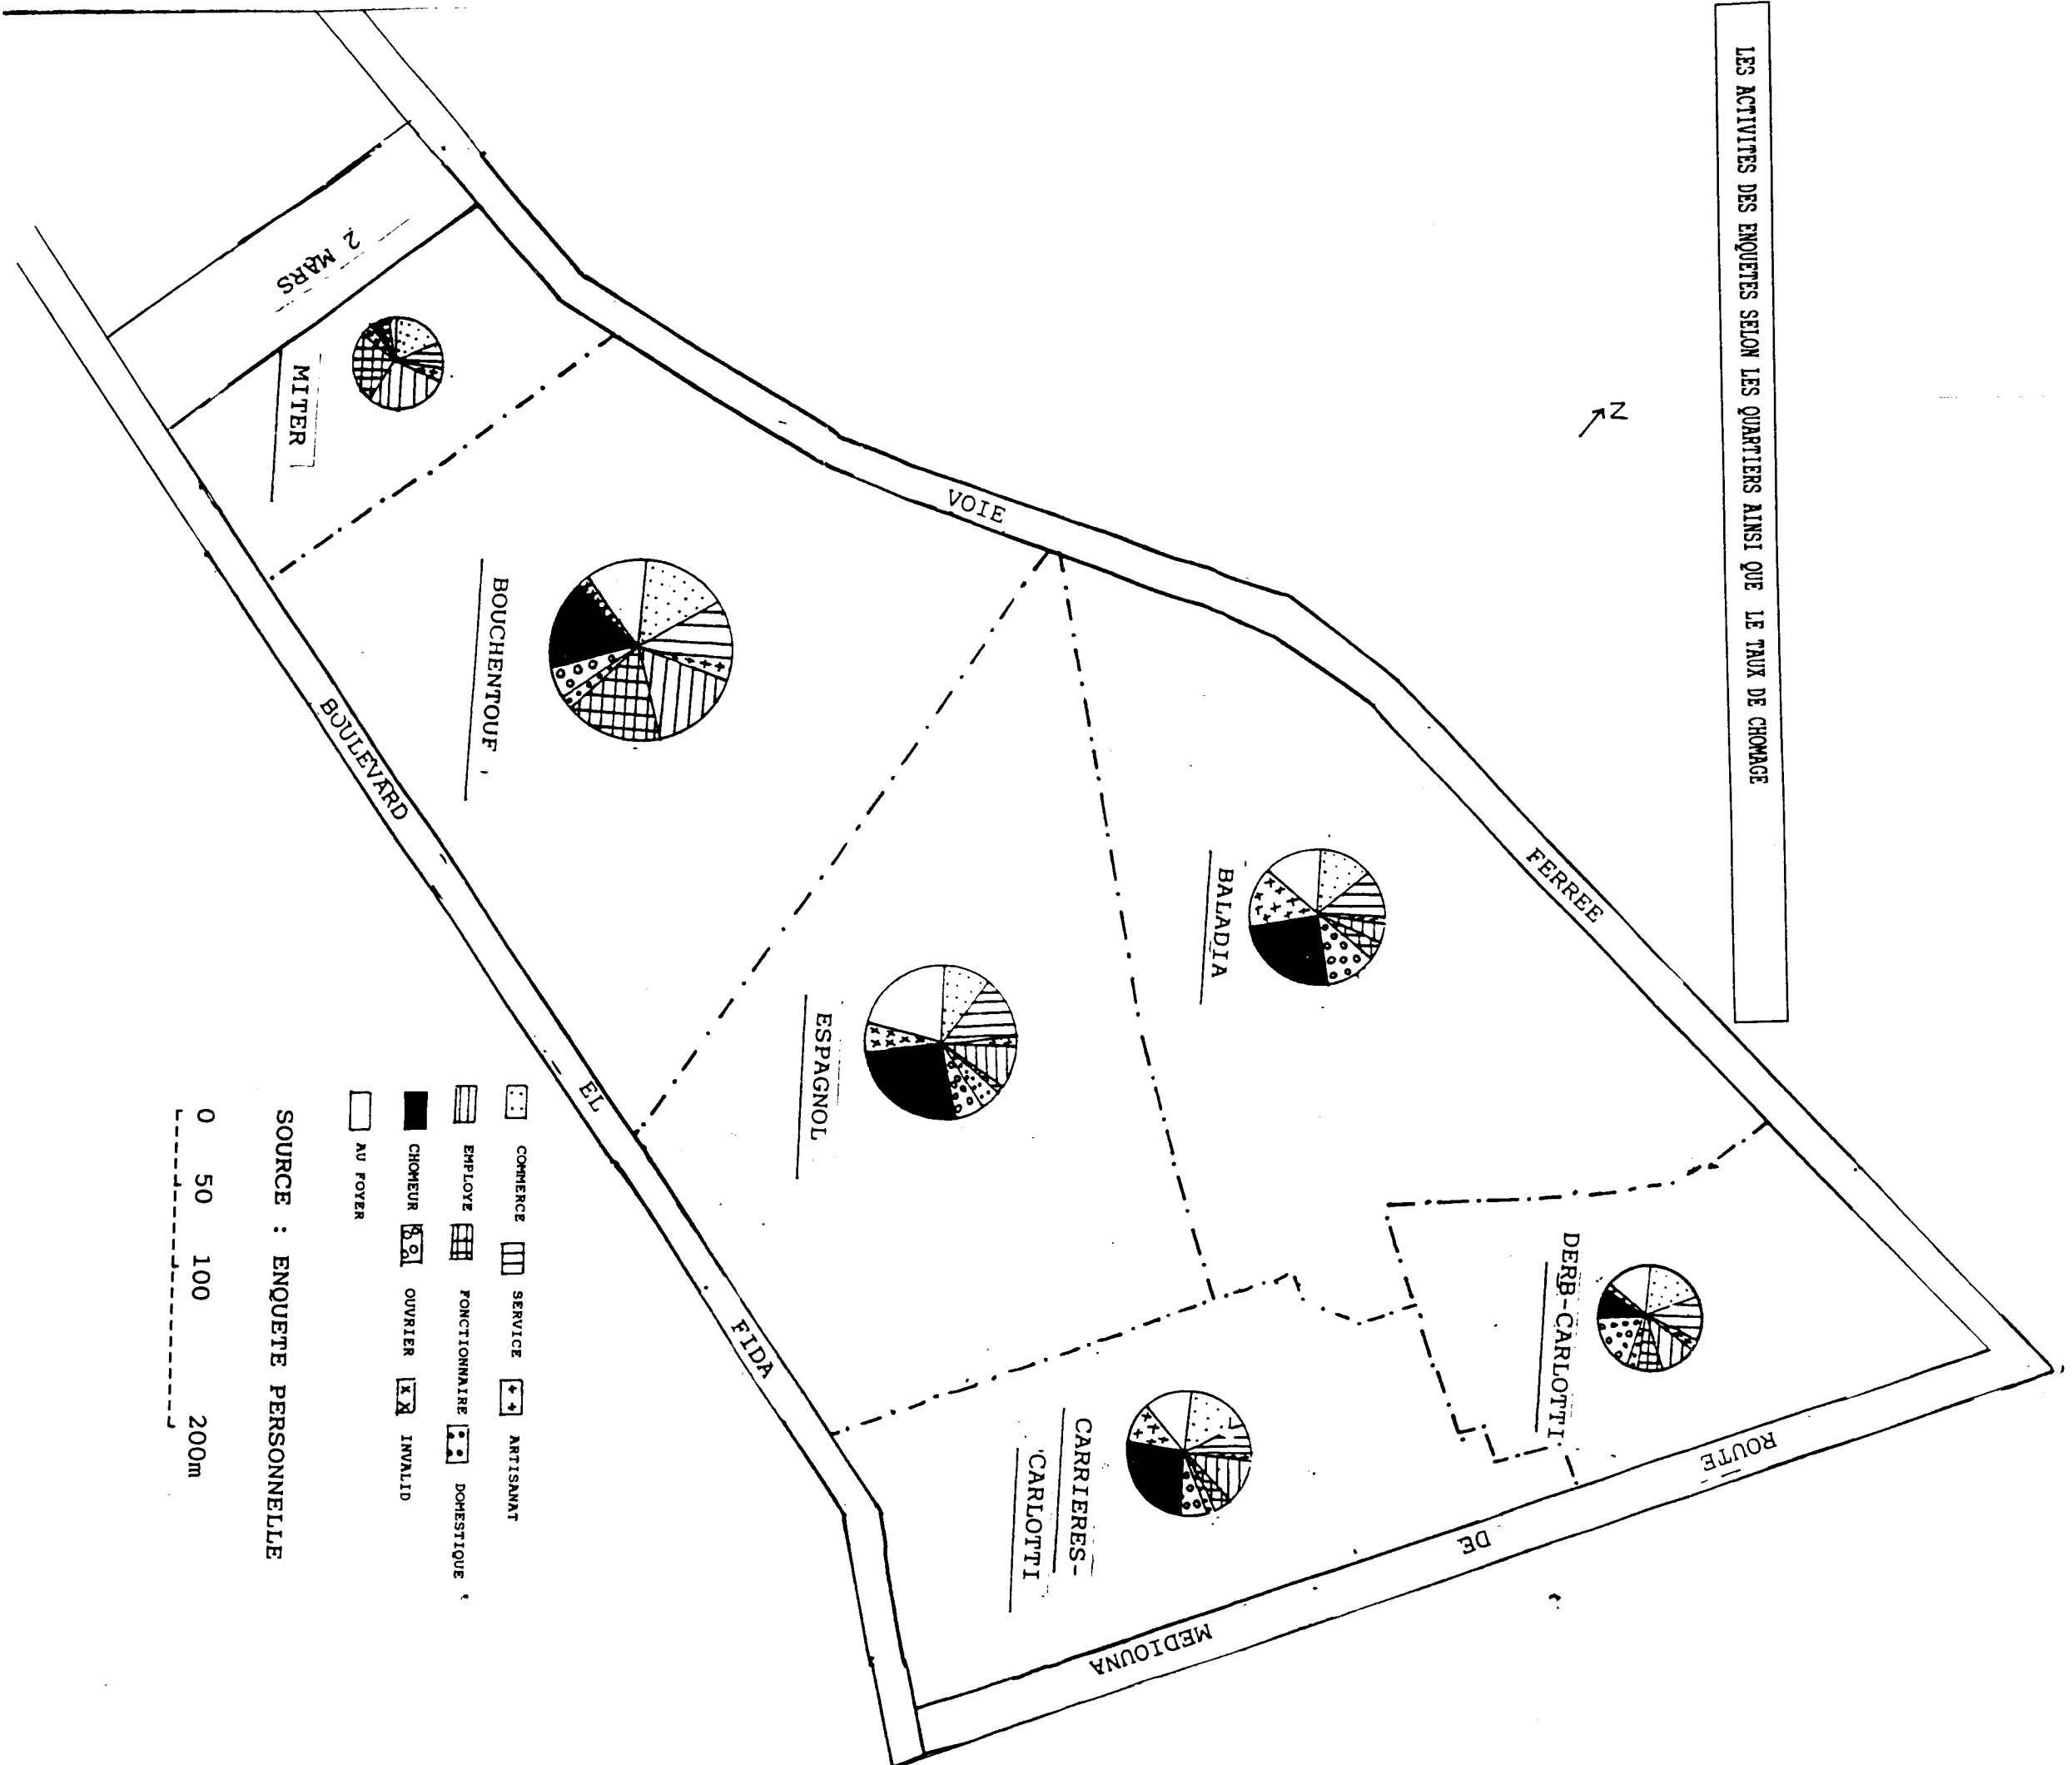 LES ACTIVITES DES ENQUETES SELON LES QUARTIERS AINSI QUE LE TAUX DE CHOMAGE
N
VOIE
FERREE
ROUTE
DE
MEDIOUNA
DERB-CARLOTTI
BALADIA
CARRIERES-
CARLOTTI
ESPAGNOL
BOUCHENTOUF
2 MARS
MITER
BOULEVARD
EL
FIDA
COMMERCE
SERVICE
ARTISANAT
EMPLOYE
FONCTIONNAIRE
DOMESTIQUE
CHOMEUR
OUVRIER
INVALID
AU FOYER
SOURCE : ENQUETE PERSONNELLE
0 50 100 200m